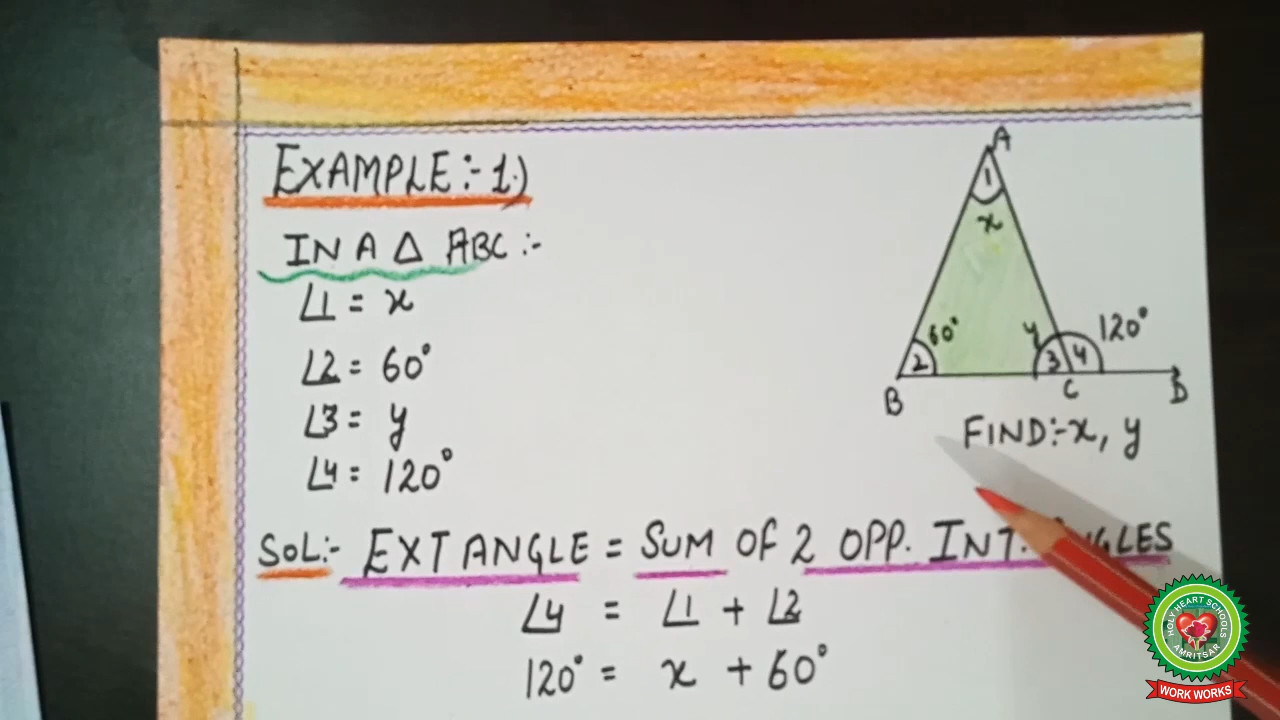 EXAMPLE:- 1.)
IN A △ ABC :-
∠1 = x
∠2 = 60°
∠3 = y
∠4 = 120°
A
1
x
60°
2
y
3 4
120°
B
C
D
FIND:- x, y
SOL:- EXT ANGLE = SUM OF 2 OPP. INT.
∠4 = ∠1 + ∠2
120° = x + 60°
HOLY HEART SCHOOLS
AMRITSAR
WORK WORKS